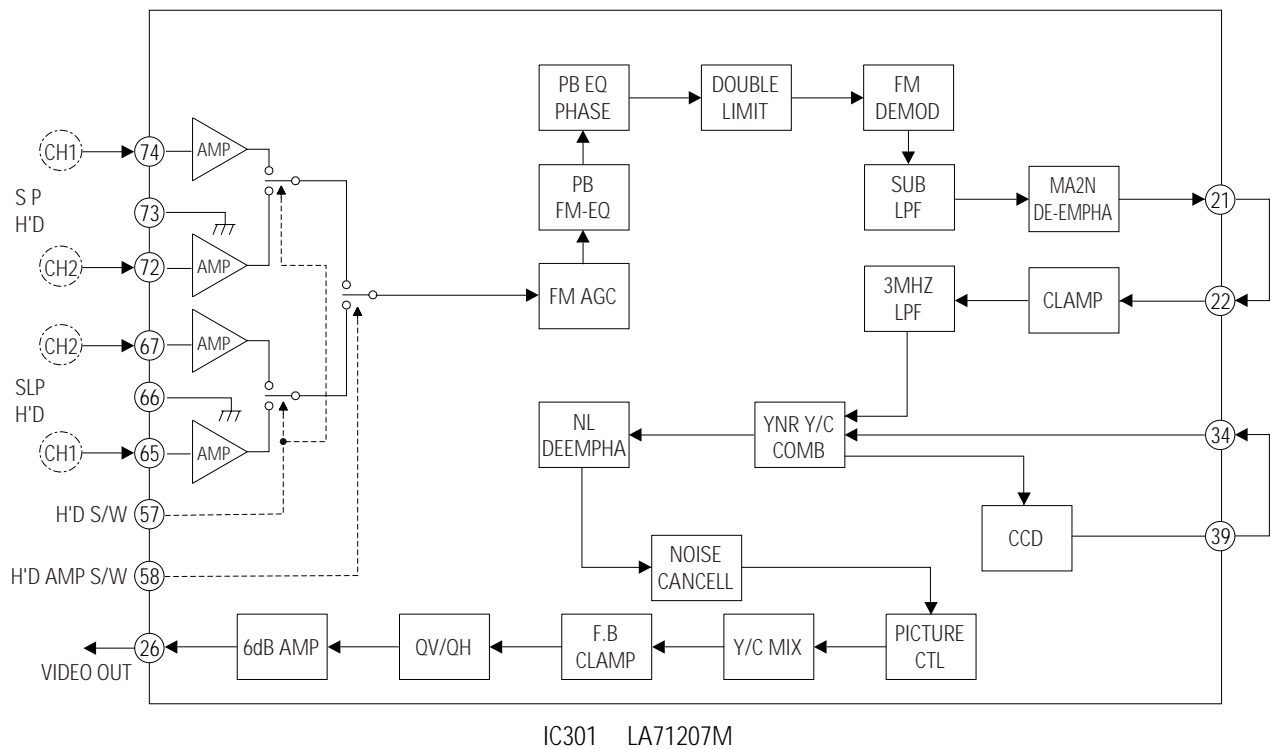 PB EQ
PHASE
DOUBLE
LIMIT
FM
DEMOD
CH1
74
AMP
S P
H'D
73
PB
FM-EQ
SUB
LPF
MA2N
DE-EMPHA
21
CH2
72
AMP
FM AGC
3MHZ
LPF
CLAMP
22
CH2
67
AMP
SLP
H'D
66
CH1
65
AMP
NL
DEEMPHA
YNR Y/C
COMB
34
H'D S/W
57
CCD
39
H'D AMP S/W
58
NOISE
CANCELL
26
VIDEO OUT
6dB AMP
QV/QH
F.B
CLAMP
Y/C MIX
PICTURE
CTL
IC301 LA71207M